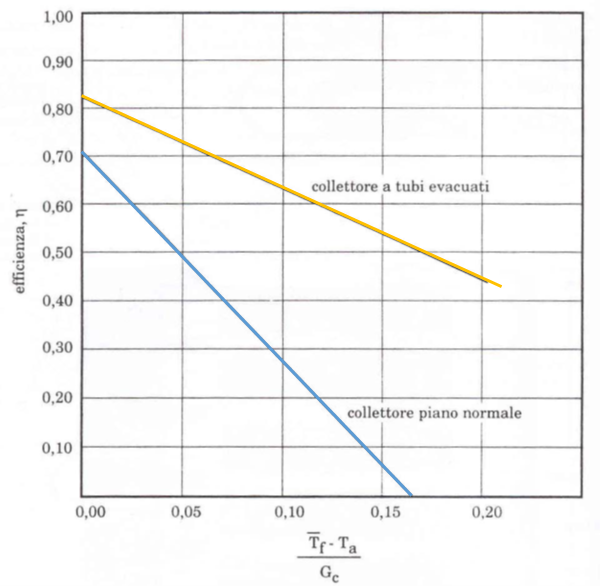 1,00
0,90
0,80
0,70
0,60
0,50
0,40
0,30
0,20
0,10
efficienza, η
collettore a tubi evacuati
collettore piano normale
0,00 0,05 0,10 0,15 0,20
T̅f - Ta
Gc